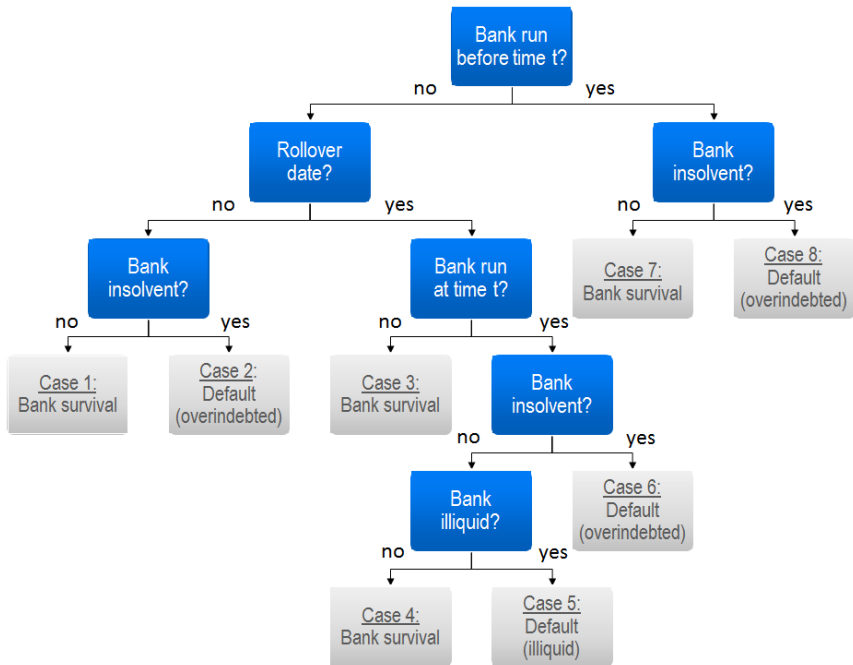 Bank run
before time t?
no
yes
Rollover
date?
Bank
insolvent?
no
yes
no
yes
Bank
insolvent?
Bank run
at time t?
Case 7:
Bank survival
Case 8:
Default
(overindebted)
no
yes
no
yes
Case 1:
Bank survival
Case 2:
Default
(overindebted)
Case 3:
Bank survival
Bank
insolvent?
no
yes
Bank
illiquid?
Case 6:
Default
(overindebted)
no
yes
Case 4:
Bank survival
Case 5:
Default
(illiquid)